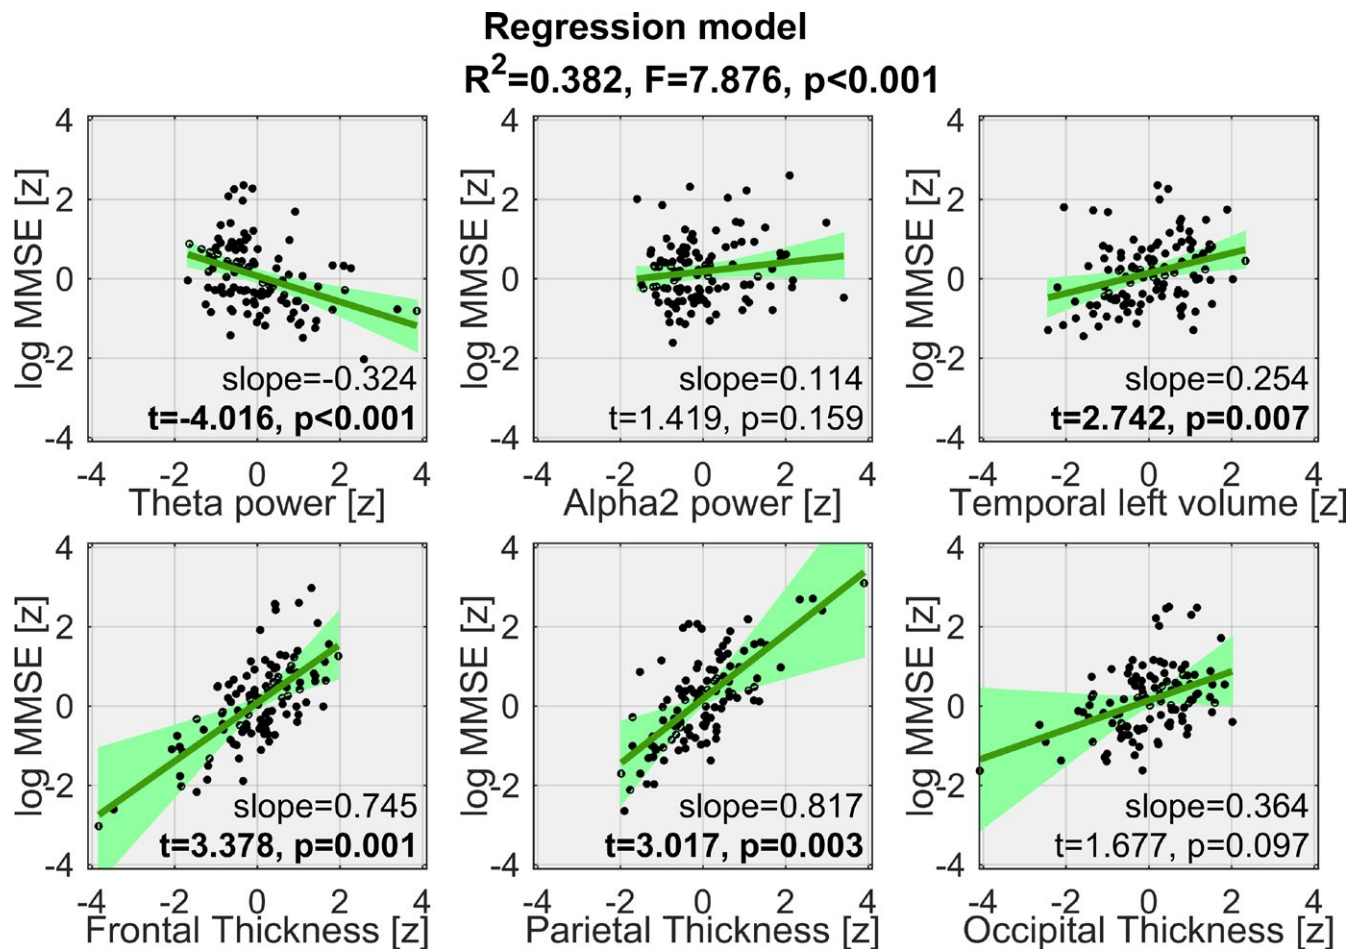 Regression model
R²=0.382, F=7.876, p<0.001
4
2
0
-2
-4
log MMSE [z]
slope=-0.324
t=-4.016, p<0.001
-4 -2 0 2 4
Theta power [z]
4
2
0
-2
-4
log MMSE [z]
slope=0.114
t=1.419, p=0.159
-4 -2 0 2 4
Alpha2 power [z]
4
2
0
-2
-4
log MMSE [z]
slope=0.254
t=2.742, p=0.007
-4 -2 0 2 4
Temporal left volume [z]
4
2
0
-2
-4
log MMSE [z]
slope=0.745
t=3.378, p=0.001
-4 -2 0 2 4
Frontal Thickness [z]
4
2
0
-2
-4
log MMSE [z]
slope=0.817
t=3.017, p=0.003
-4 -2 0 2 4
Parietal Thickness [z]
4
2
0
-2
-4
log MMSE [z]
slope=0.364
t=1.677, p=0.097
-4 -2 0 2 4
Occipital Thickness [z]